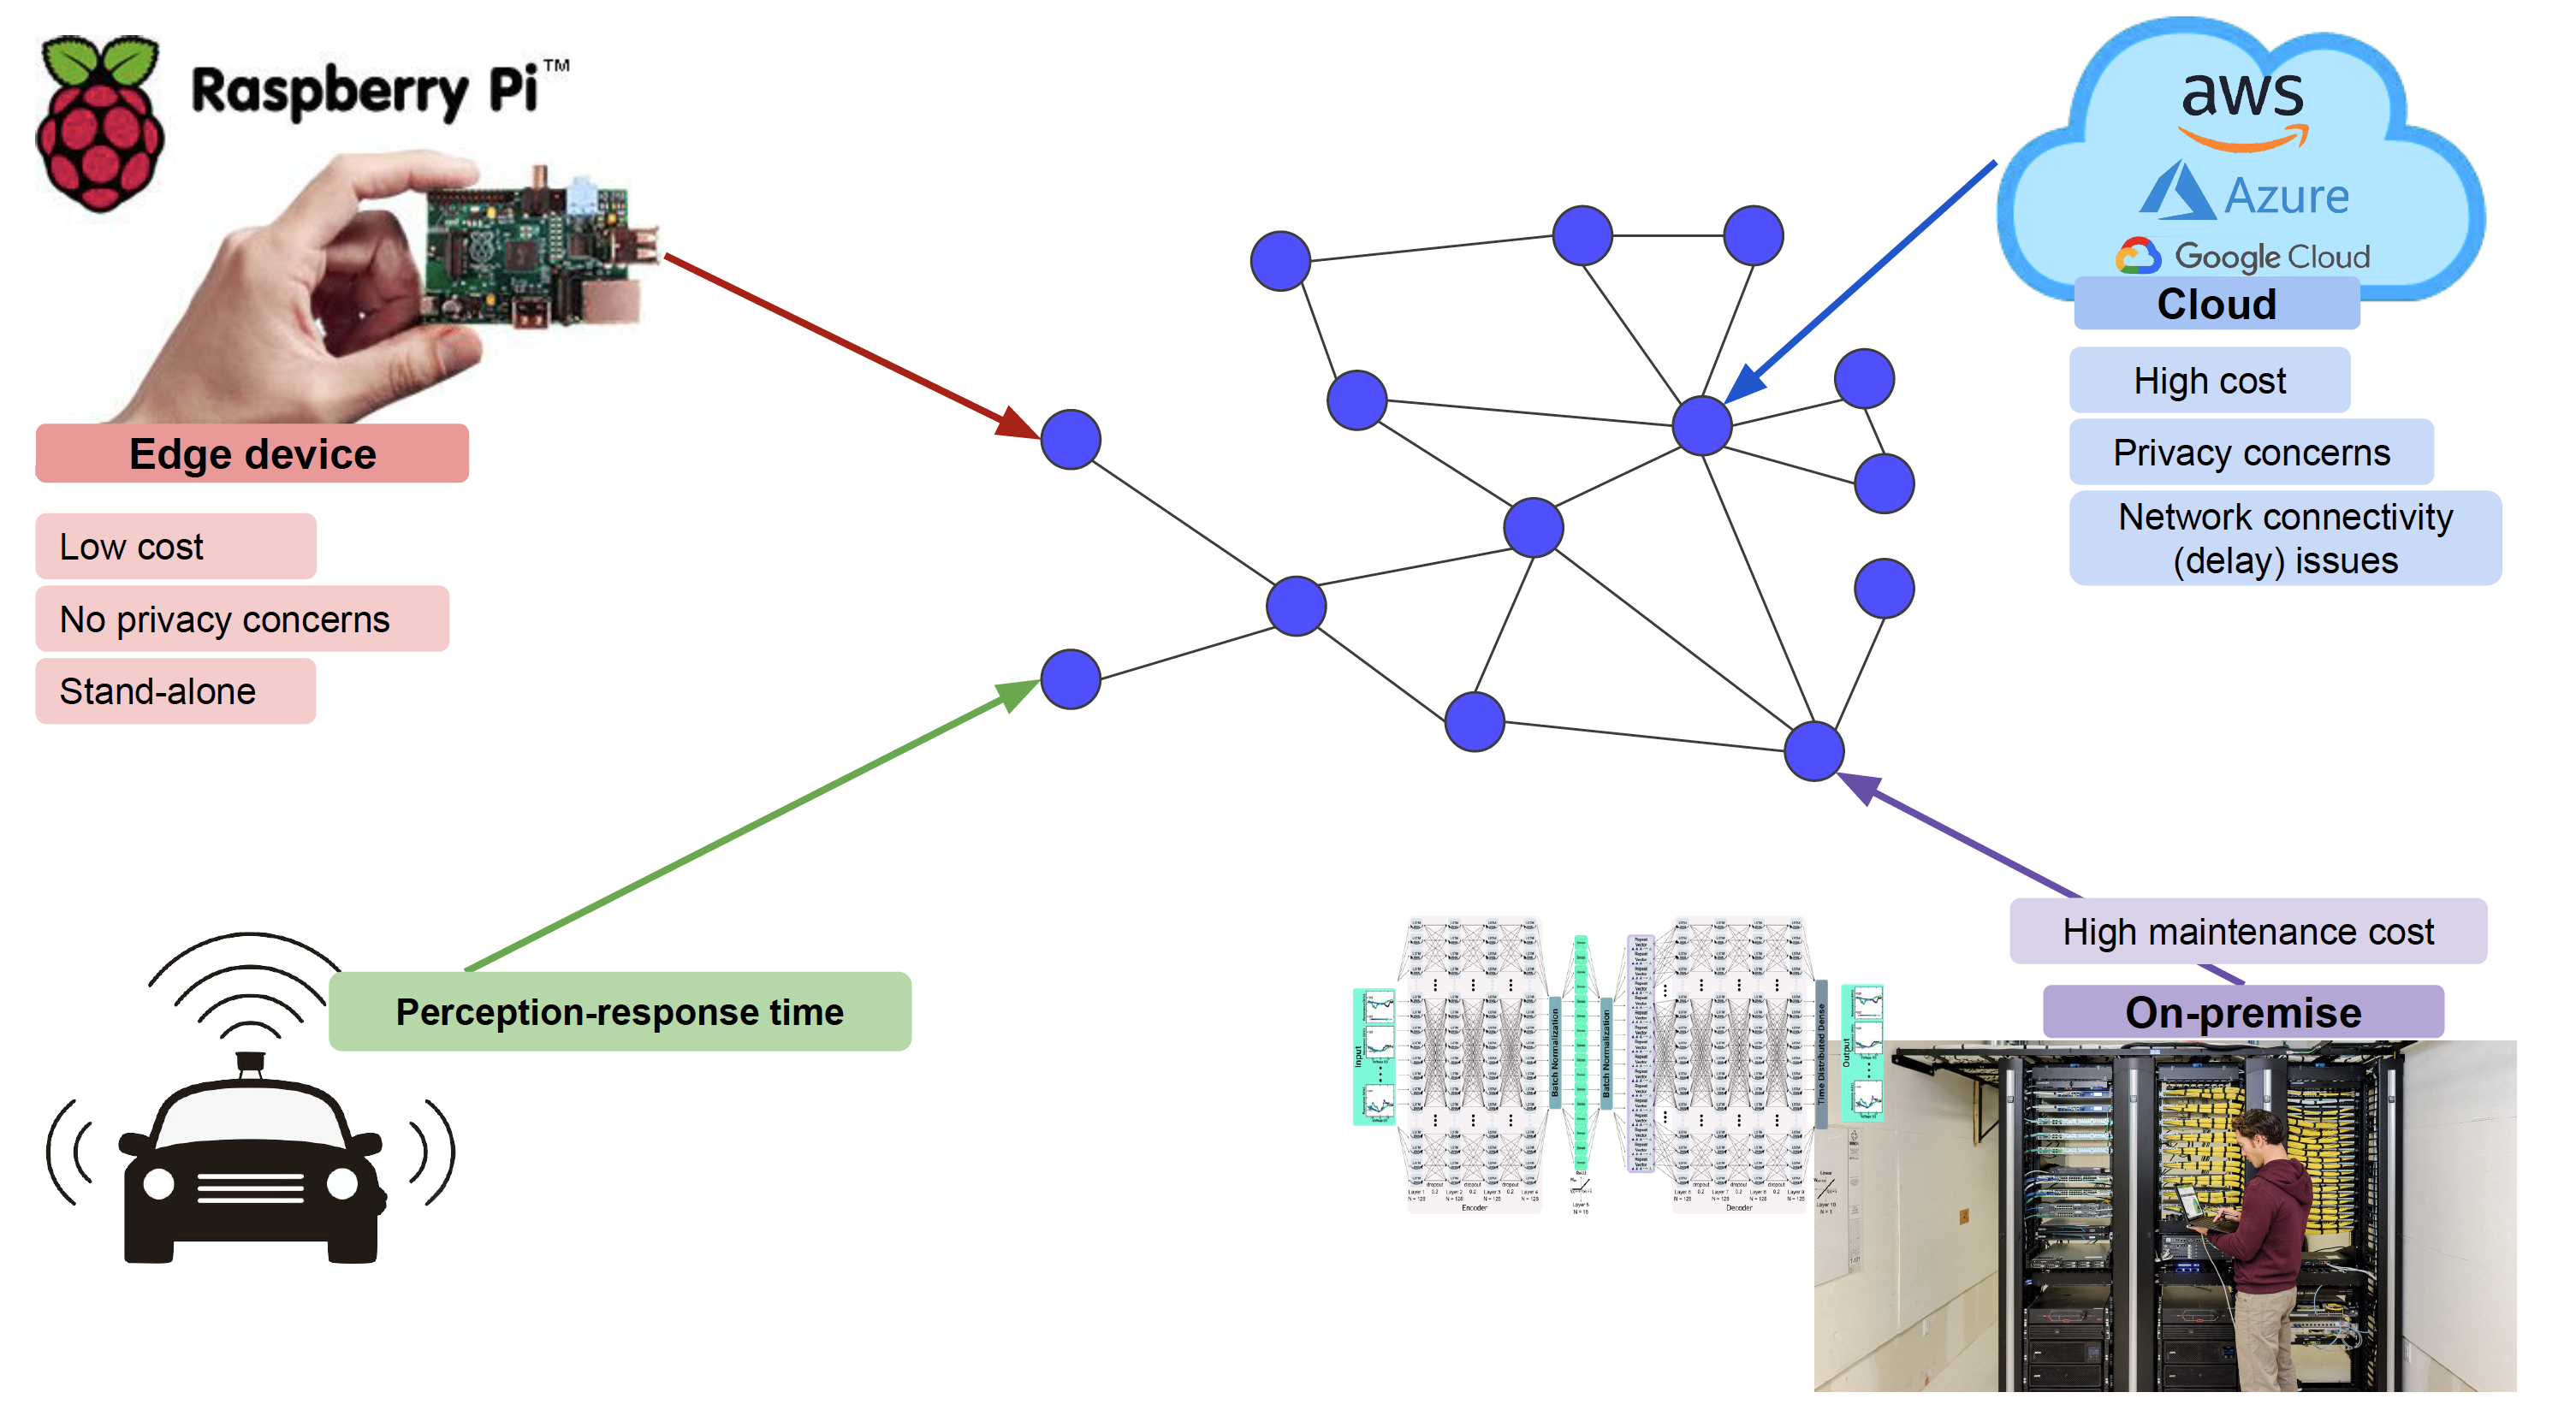 Raspberry Pi™
aws
Azure
Google Cloud
Cloud
High cost
Privacy concerns
Network connectivity
(delay) issues
Edge device
Low cost
No privacy concerns
Stand-alone
Perception-response time
High maintenance cost
On-premise
Input
Batch Normalization
Batch Normalization
Time Distributed Dense
Output
Encoder
Decoder